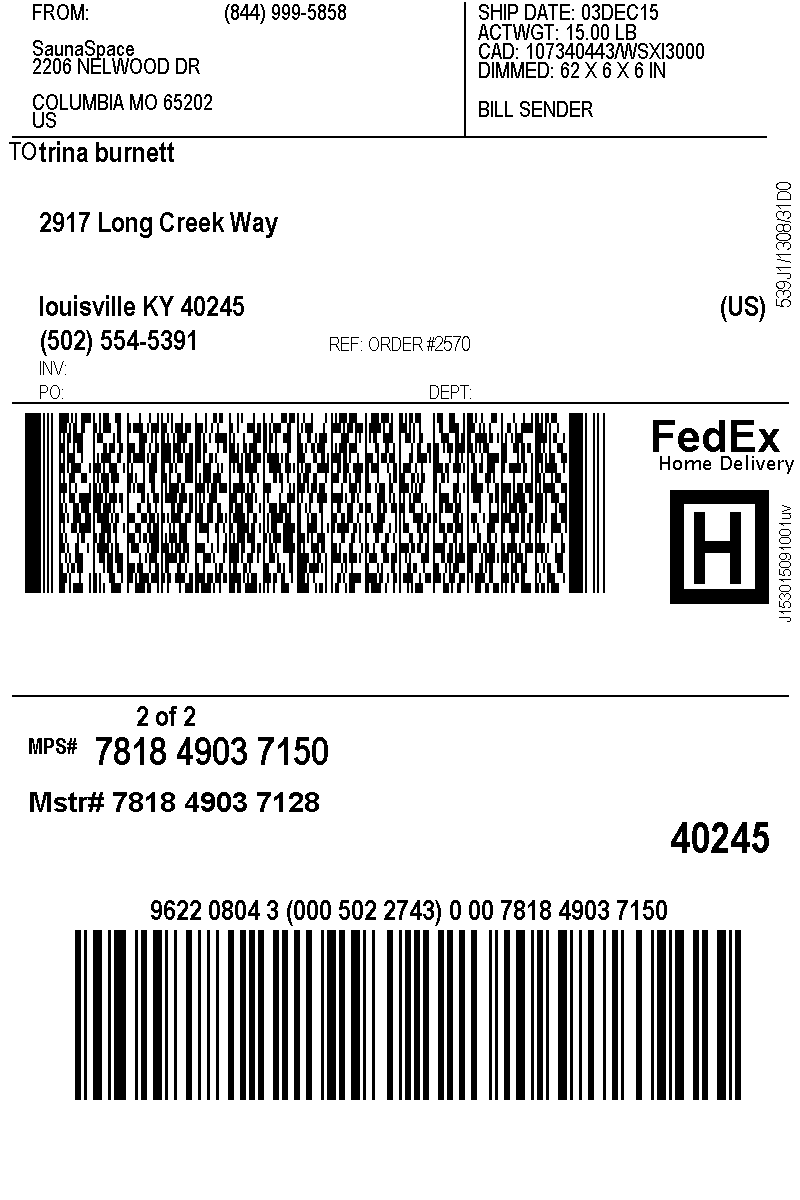 FROM: (844) 999-5858
SaunaSpace
2206 NELWOOD DR
COLUMBIA MO 65202
US
SHIP DATE: 03DEC15
ACTWGT: 15.00 LB
CAD: 107340443/WSXI3000
DIMMED: 62 X 6 X 6 IN
BILL SENDER
TO trina burnett
2917 Long Creek Way
louisville KY 40245 (US)
(502) 554-5391 REF: ORDER #2570
INV:
PO: DEPT:
539J1/1308/31D0
FedEx
Home Delivery
H
J153015091001uv
2 of 2
MPS# 7818 4903 7150
Mstr# 7818 4903 7128
40245
9622 0804 3 (000 502 2743) 0 00 7818 4903 7150